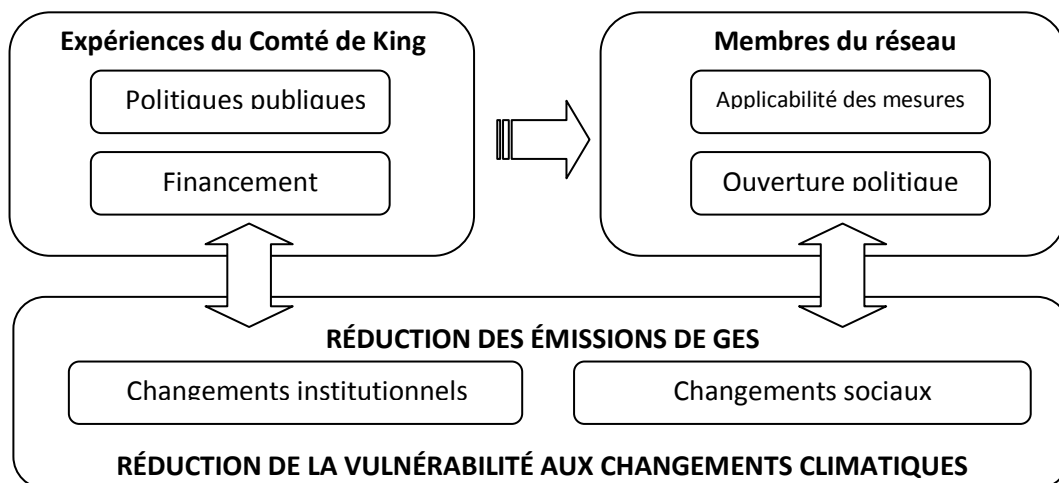 Expériences du Comté de King
Politiques publiques
Financement
Membres du réseau
Applicabilité des mesures
Ouverture politique
RÉDUCTION DES ÉMISSIONS DE GES
Changements institutionnels
Changements sociaux
RÉDUCTION DE LA VULNÉRABILITÉ AUX CHANGEMENTS CLIMATIQUES